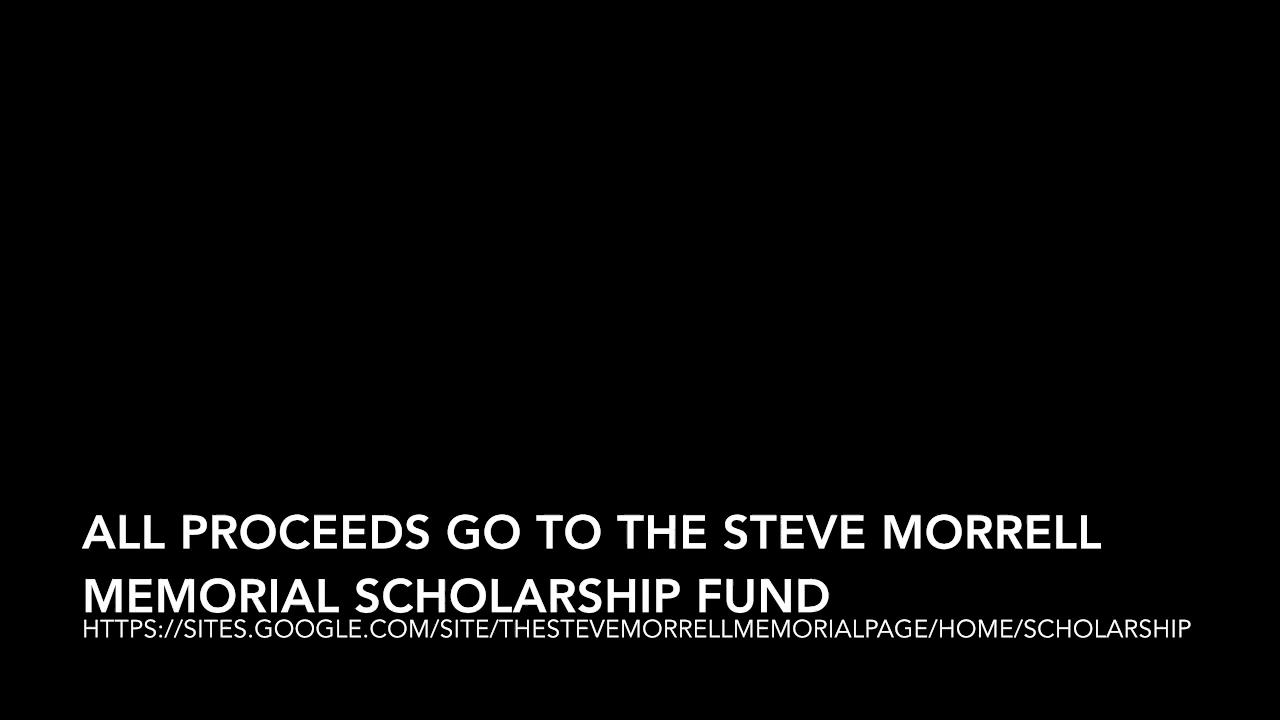 ALL PROCEEDS GO TO THE STEVE MORRELL
MEMORIAL SCHOLARSHIP FUND
HTTPS://SITES.GOOGLE.COM/SITE/THESTEVEMORRELLMEMORIALPAGE/HOME/SCHOLARSHIP